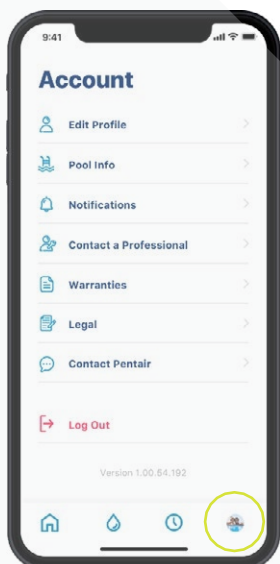 9:41
Account
Edit Profile
Pool Info
Notifications
Contact a Professional
Warranties
Legal
Contact Pentair
Log Out
Version 1.00.54.192